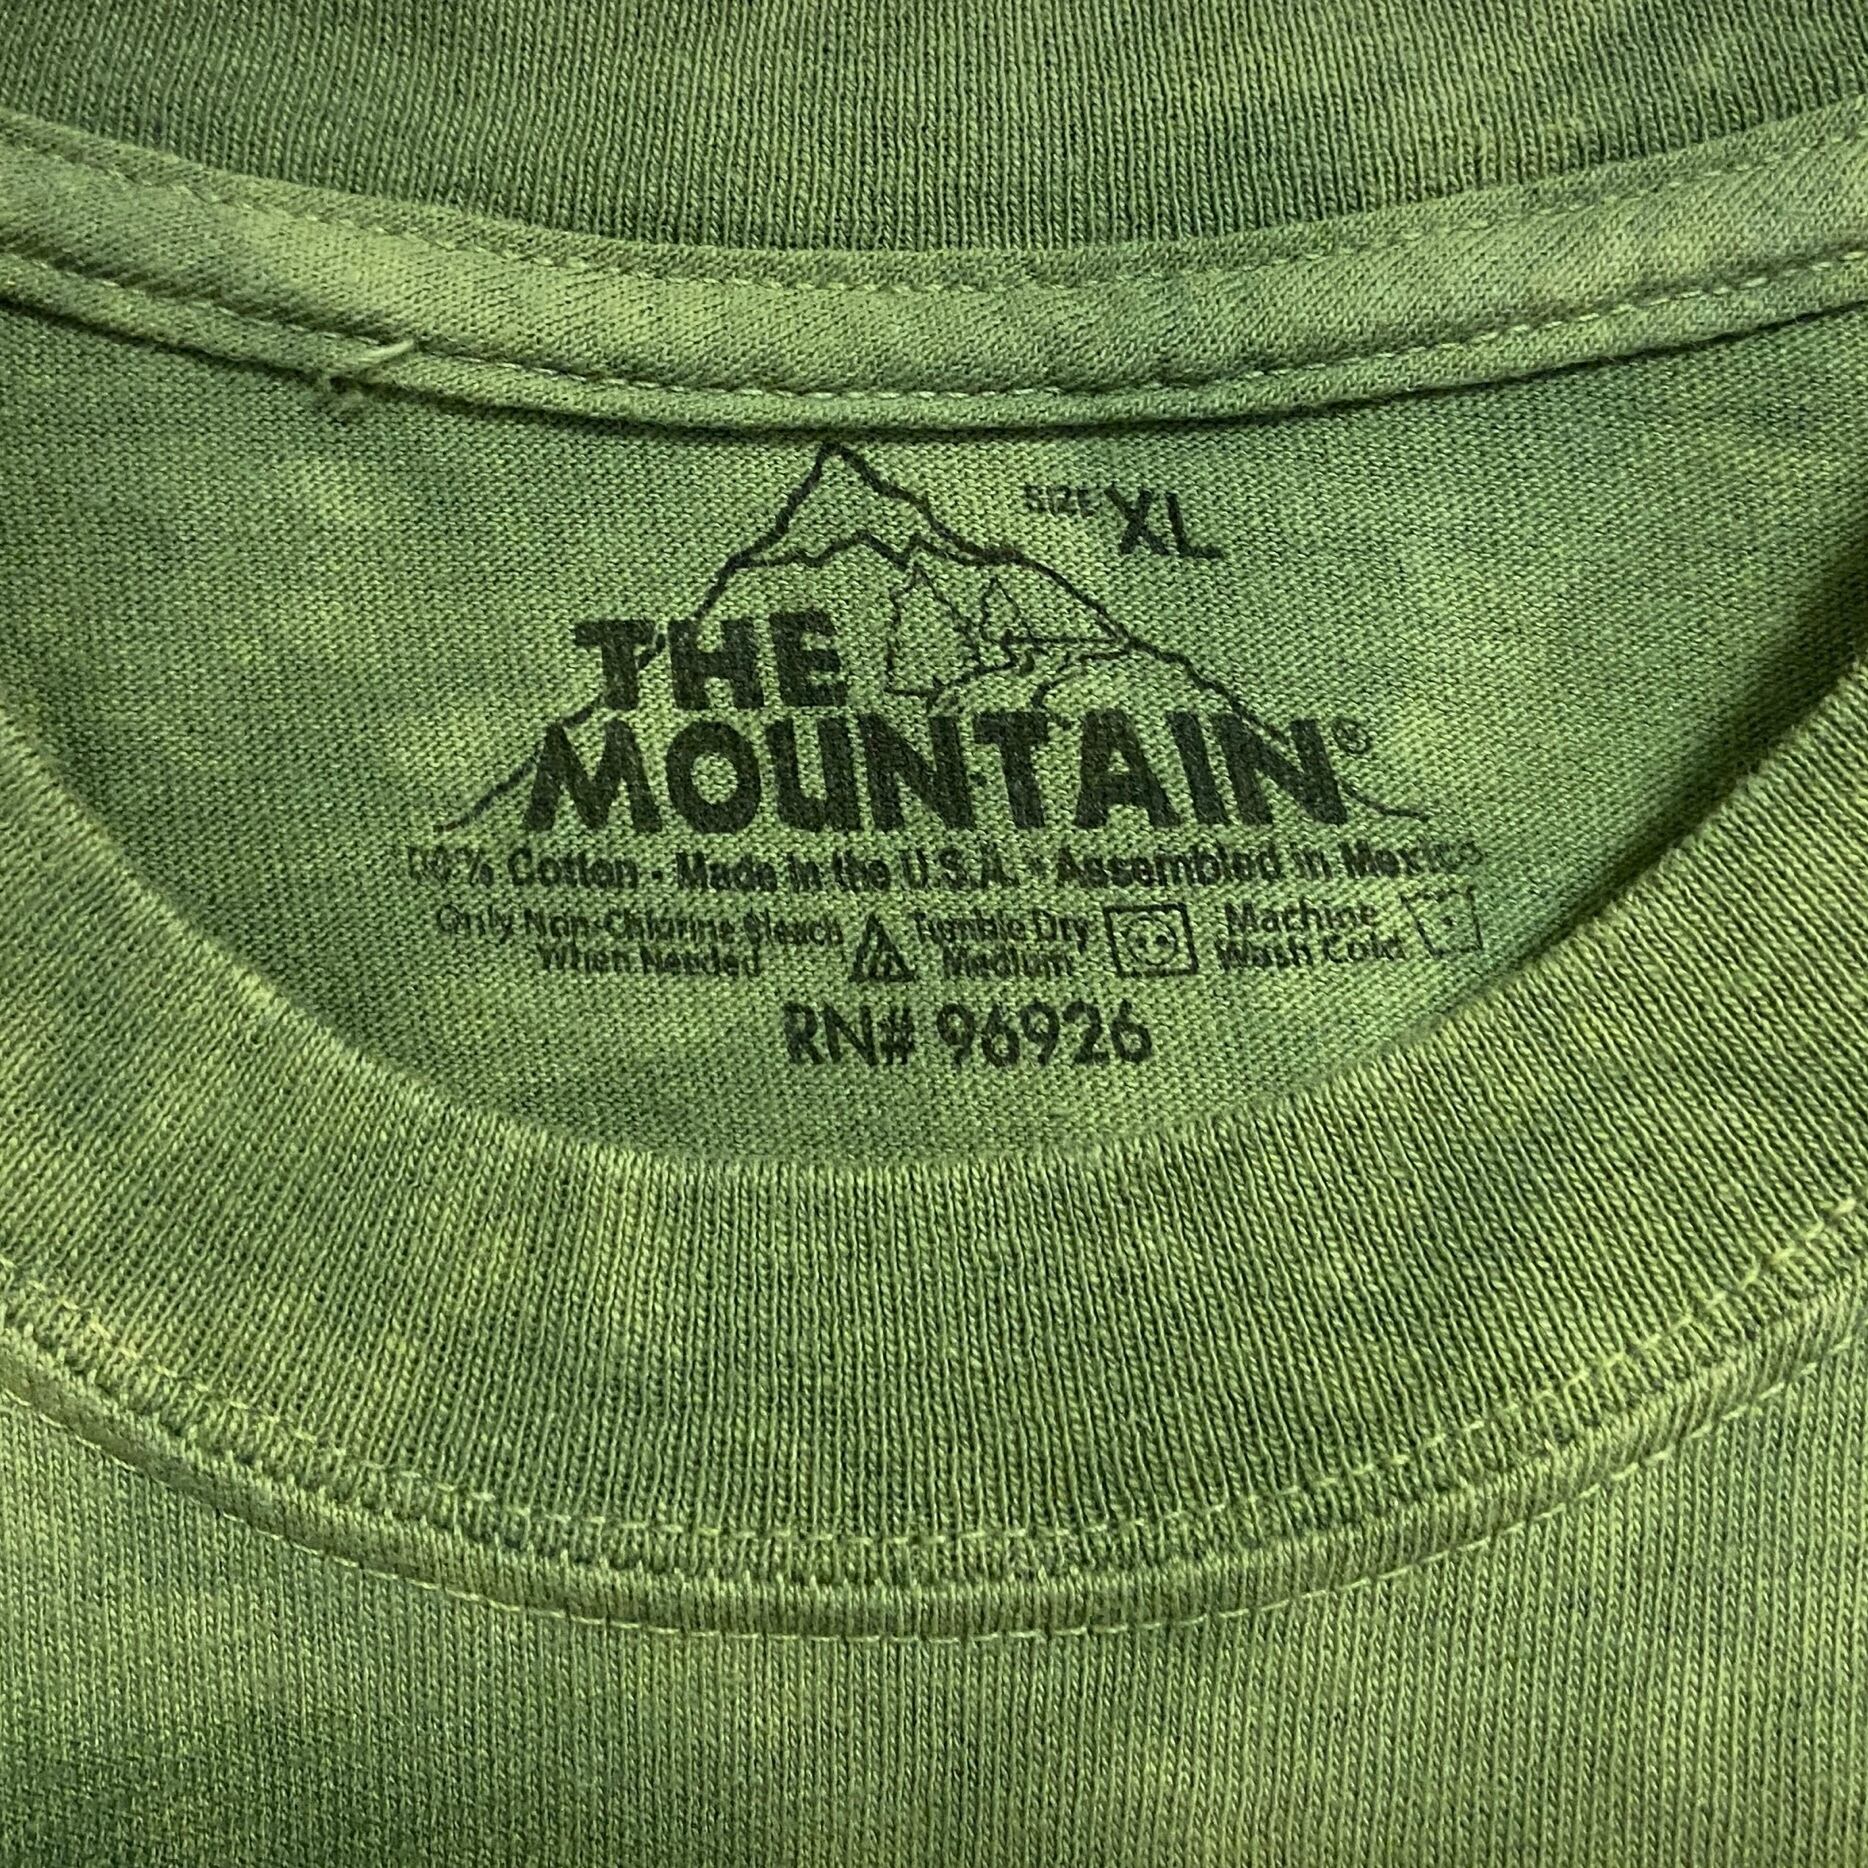 SIZE XL
THE
MOUNTAIN®
100% Cotton • Made in the U.S.A. • Assembled in Mexico
Only Non-Chlorine Bleach
When Needed
Tumble Dry
Medium
Machine
Wash Cold
RN# 96926